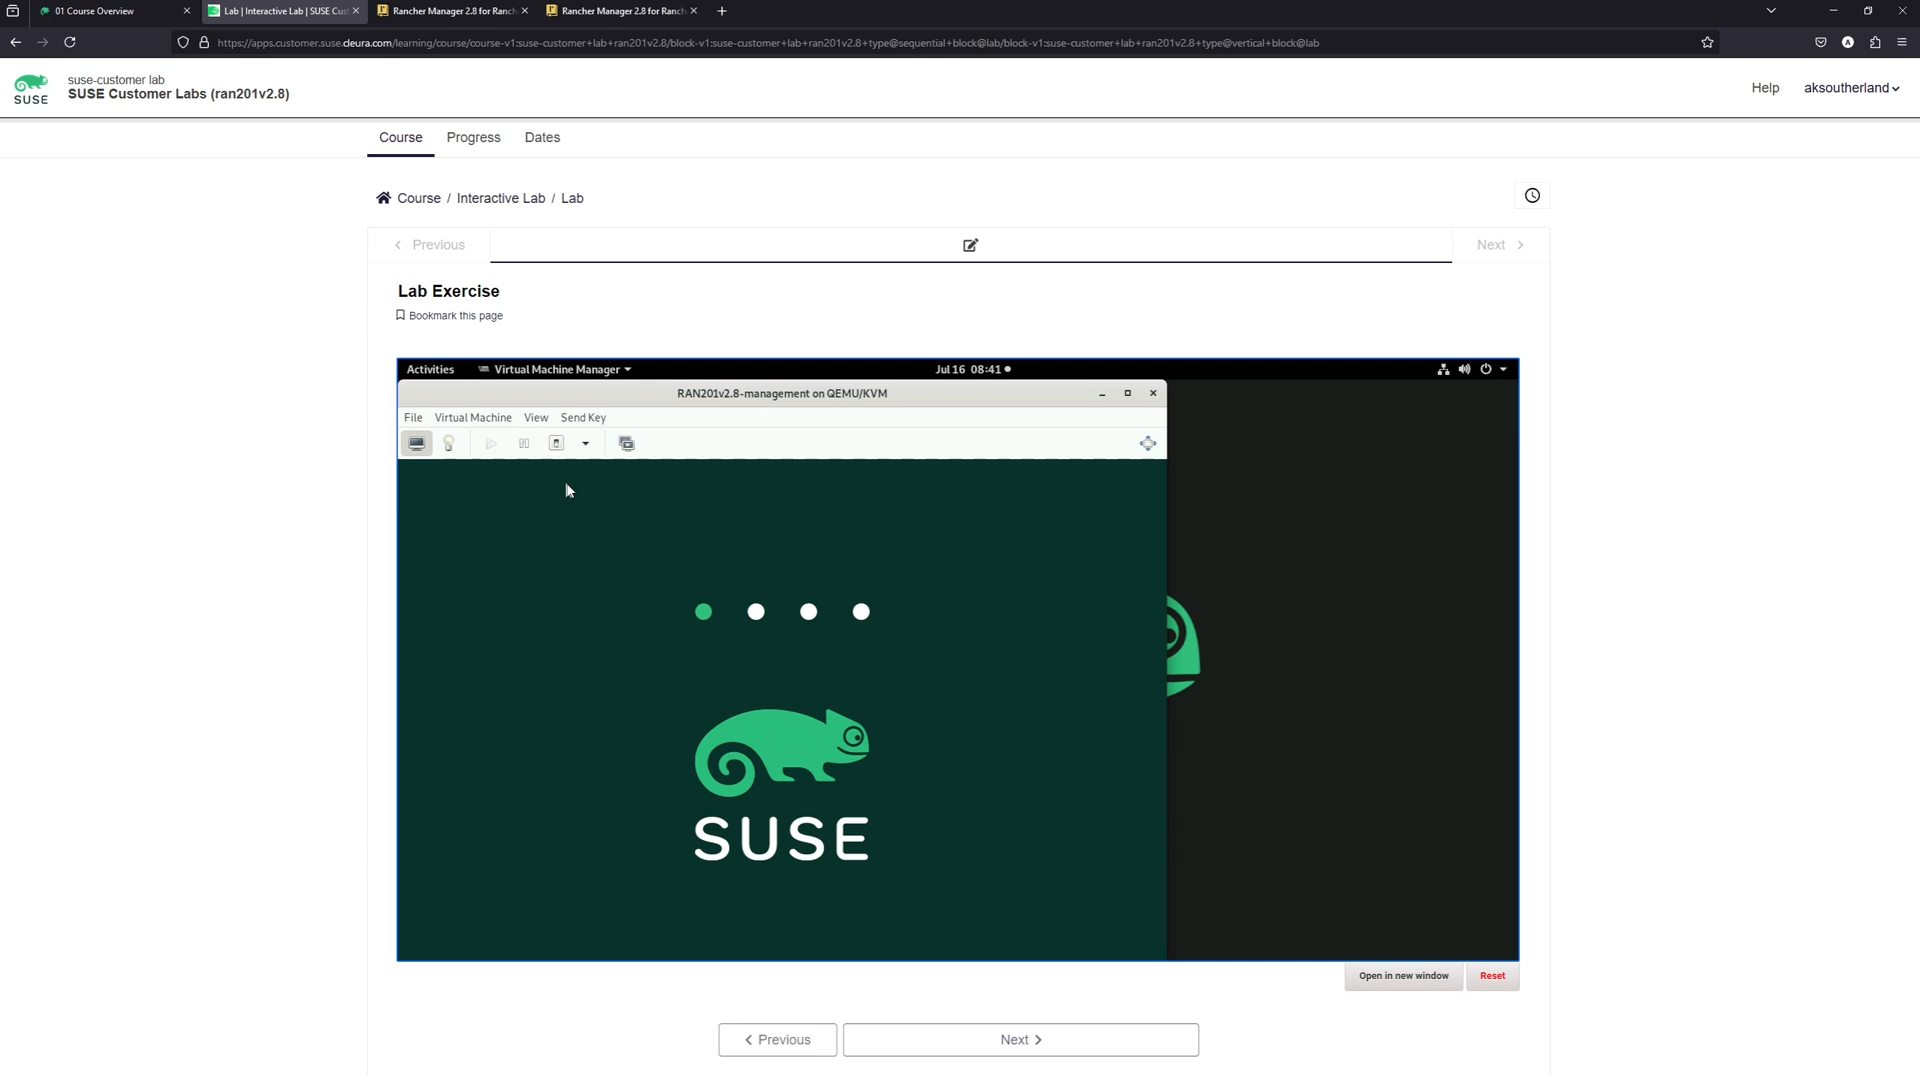 01 Course Overview
Lab | Interactive Lab | SUSE Cus
Rancher Manager 2.8 for Ranch
Rancher Manager 2.8 for Ranch
https://apps.customer.suse.cleura.com/learning/course/course-v1:suse-customer+lab+ran201v2.8/block-v1:suse-customer+lab+ran201v2.8+type@sequential+block@lab/block-v1:suse-customer+lab+ran201v2.8+type@vertical+block@lab
A
SUSE
suse-customer lab
SUSE Customer Labs (ran201v2.8)
Help
aksoutherland
Course
Progress
Dates
Course / Interactive Lab / Lab
Previous
Next
Lab Exercise
Bookmark this page
Activities
Virtual Machine Manager
Jul 16 08:41
RAN201v2.8-management on QEMU/KVM
File
Virtual Machine
View
Send Key
SUSE
Open in new window
Reset
Previous
Next